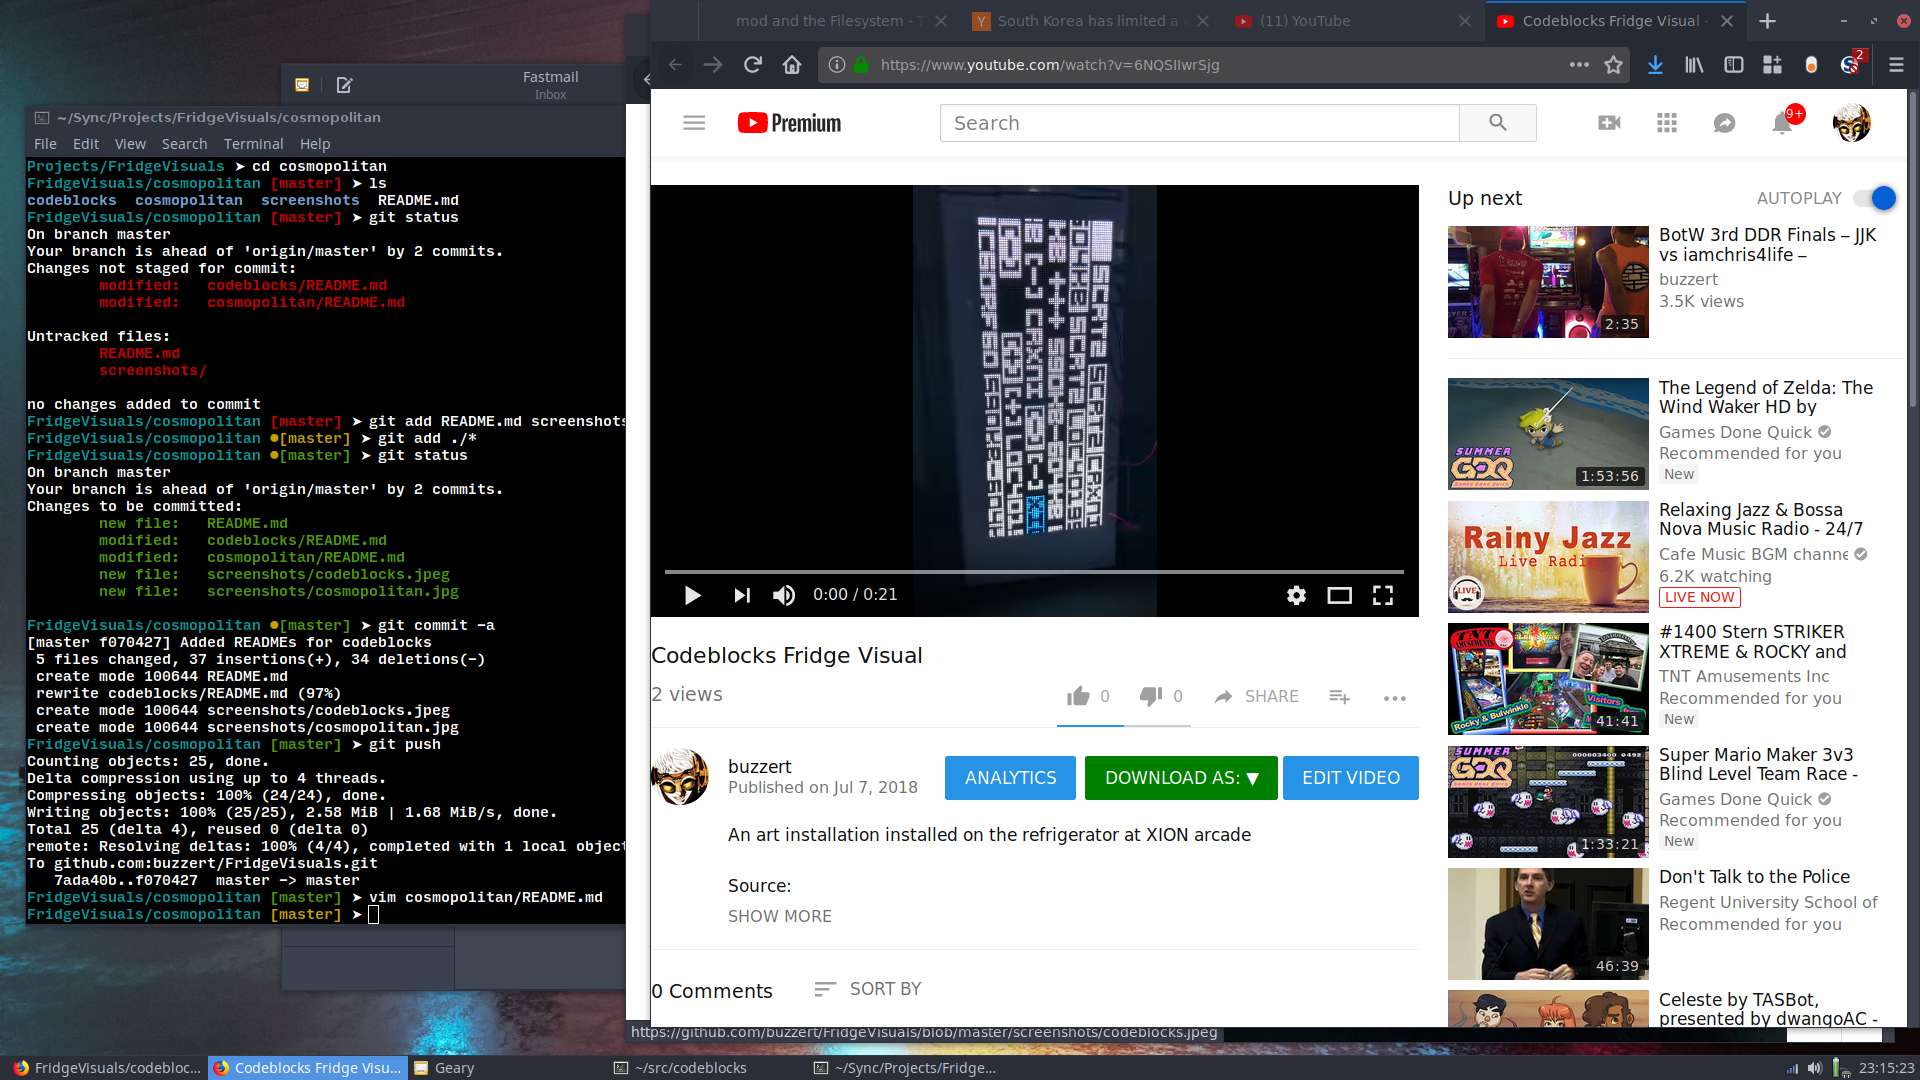 Fastmail
Inbox
~/Sync/Projects/FridgeVisuals/cosmopolitan
File Edit View Search Terminal Help
Projects/FridgeVisuals ➤ cd cosmopolitan
FridgeVisuals/cosmopolitan [master] ➤ ls
codeblocks cosmopolitan screenshots README.md
FridgeVisuals/cosmopolitan [master] ➤ git status
On branch master
Your branch is ahead of 'origin/master' by 2 commits.
Changes not staged for commit:
modified: codeblocks/README.md
modified: cosmopolitan/README.md
Untracked files:
README.md
screenshots/
no changes added to commit
FridgeVisuals/cosmopolitan [master] ➤ git add README.md screenshots
FridgeVisuals/cosmopolitan ●[master] ➤ git add ./*
FridgeVisuals/cosmopolitan ●[master] ➤ git status
On branch master
Your branch is ahead of 'origin/master' by 2 commits.
Changes to be committed:
new file: README.md
modified: codeblocks/README.md
modified: cosmopolitan/README.md
new file: screenshots/codeblocks.jpeg
new file: screenshots/cosmopolitan.jpg
FridgeVisuals/cosmopolitan ●[master] ➤ git commit -a
[master f070427] Added READMEs for codeblocks
5 files changed, 37 insertions(+), 34 deletions(-)
create mode 100644 README.md
rewrite codeblocks/README.md (97%)
create mode 100644 screenshots/codeblocks.jpeg
create mode 100644 screenshots/cosmopolitan.jpg
FridgeVisuals/cosmopolitan [master] ➤ git push
Counting objects: 25, done.
Delta compression using up to 4 threads.
Compressing objects: 100% (24/24), done.
Writing objects: 100% (25/25), 2.58 MiB | 1.68 MiB/s, done.
Total 25 (delta 4), reused 0 (delta 0)
remote: Resolving deltas: 100% (4/4), completed with 1 local object
To github.com:buzzert/FridgeVisuals.git
7ada40b..f070427 master -> master
FridgeVisuals/cosmopolitan [master] ➤ vim cosmopolitan/README.md
FridgeVisuals/cosmopolitan [master] ➤
mod and the Filesystem - T
South Korea has limited a w
(11) YouTube
Codeblocks Fridge Visual -
https://www.youtube.com/watch?v=6NQSIIwrSjg
2
Premium
Search
9+
0:00 / 0:21
Codeblocks Fridge Visual
2 views
0
0
SHARE
buzzert
Published on Jul 7, 2018
ANALYTICS
DOWNLOAD AS: ▼
EDIT VIDEO
An art installation installed on the refrigerator at XION arcade
Source:
SHOW MORE
0 Comments
SORT BY
Up next
AUTOPLAY
2:35
BotW 3rd DDR Finals – JJK
vs iamchris4life –
buzzert
3.5K views
SUMMER
GDQ
GAMES DONE QUICK
1:53:56
The Legend of Zelda: The
Wind Waker HD by
Games Done Quick
Recommended for you
New
Rainy Jazz
Live Radio
LIVE
Relaxing Jazz & Bossa
Nova Music Radio - 24/7
Cafe Music BGM channe
6.2K watching
LIVE NOW
TNT
AMUSEMENTS
Rocky & Bulwinkle
Visitors
41:41
#1400 Stern STRIKER
XTREME & ROCKY and
TNT Amusements Inc
Recommended for you
New
SUMMER
GDQ
1:33:21
Super Mario Maker 3v3
Blind Level Team Race -
Games Done Quick
Recommended for you
New
46:39
Don't Talk to the Police
Regent University School of
Recommended for you
Celeste by TASBot,
presented by dwangoAC -
https://github.com/buzzert/FridgeVisuals/blob/master/screenshots/codeblocks.jpeg
FridgeVisuals/codebloc...
Codeblocks Fridge Visu...
Geary
~/src/codeblocks
~/Sync/Projects/Fridge...
23:15:23